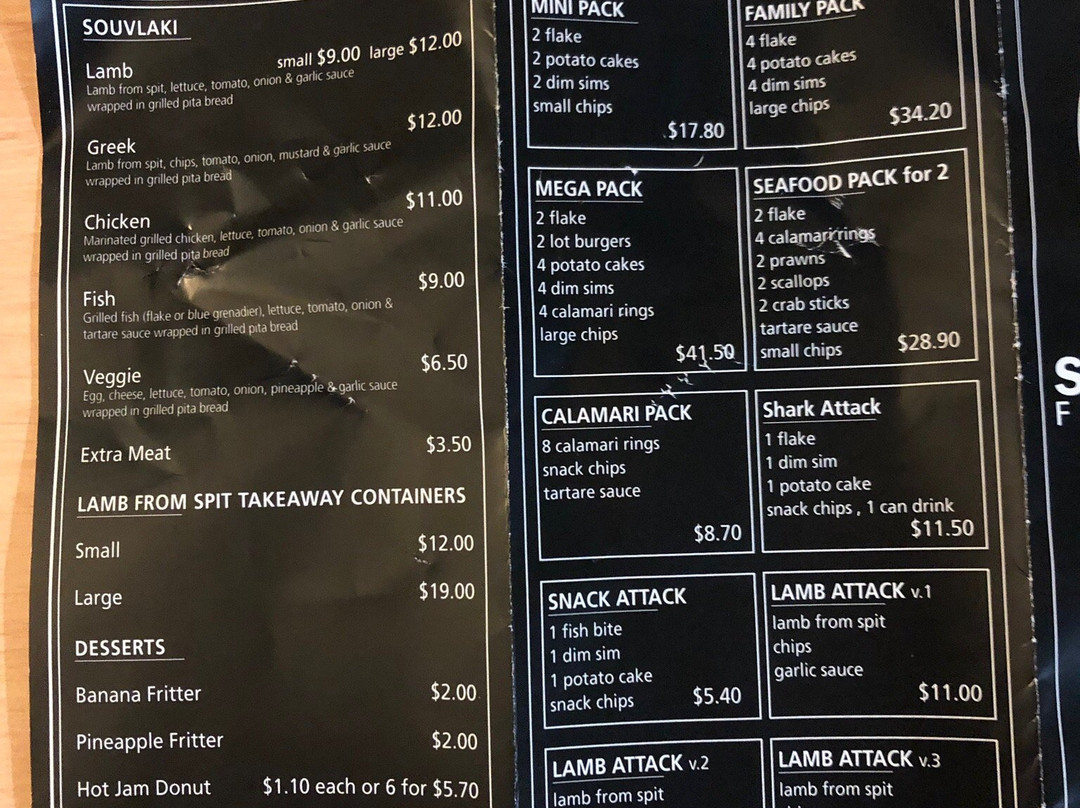 SOUVLAKI
Lamb small $9.00 large $12.00
Lamb from spit, lettuce, tomato, onion & garlic sauce
wrapped in grilled pita bread
Greek $12.00
Lamb from spit, chips, tomato, onion, mustard & garlic sauce
wrapped in grilled pita bread
Chicken $11.00
Marinated grilled chicken, lettuce, tomato, onion & garlic sauce
wrapped in grilled pita bread
Fish $9.00
Grilled fish (flake or blue grenadier), lettuce, tomato, onion &
tartare sauce wrapped in grilled pita bread
Veggie $6.50
Egg, cheese, lettuce, tomato, onion, pineapple & garlic sauce
wrapped in grilled pita bread
Extra Meat $3.50
LAMB FROM SPIT TAKEAWAY CONTAINERS
Small $12.00
Large $19.00
DESSERTS
Banana Fritter $2.00
Pineapple Fritter $2.00
Hot Jam Donut $1.10 each or 6 for $5.70
MINI PACK
2 flake
2 potato cakes
2 dim sims
small chips
$17.80
FAMILY PACK
4 flake
4 potato cakes
4 dim sims
large chips
$34.20
MEGA PACK
2 flake
2 lot burgers
4 potato cakes
4 dim sims
4 calamari rings
large chips
$41.50
SEAFOOD PACK for 2
2 flake
4 calamari rings
2 prawns
2 scallops
2 crab sticks
tartare sauce
small chips $28.90
CALAMARI PACK
8 calamari rings
snack chips
tartare sauce
$8.70
Shark Attack
1 flake
1 dim sim
1 potato cake
snack chips , 1 can drink
$11.50
SNACK ATTACK
1 fish bite
1 dim sim
1 potato cake
snack chips $5.40
LAMB ATTACK v.1
lamb from spit
chips
garlic sauce
$11.00
LAMB ATTACK v.2
lamb from spit
LAMB ATTACK v.3
lamb from spit
S
F